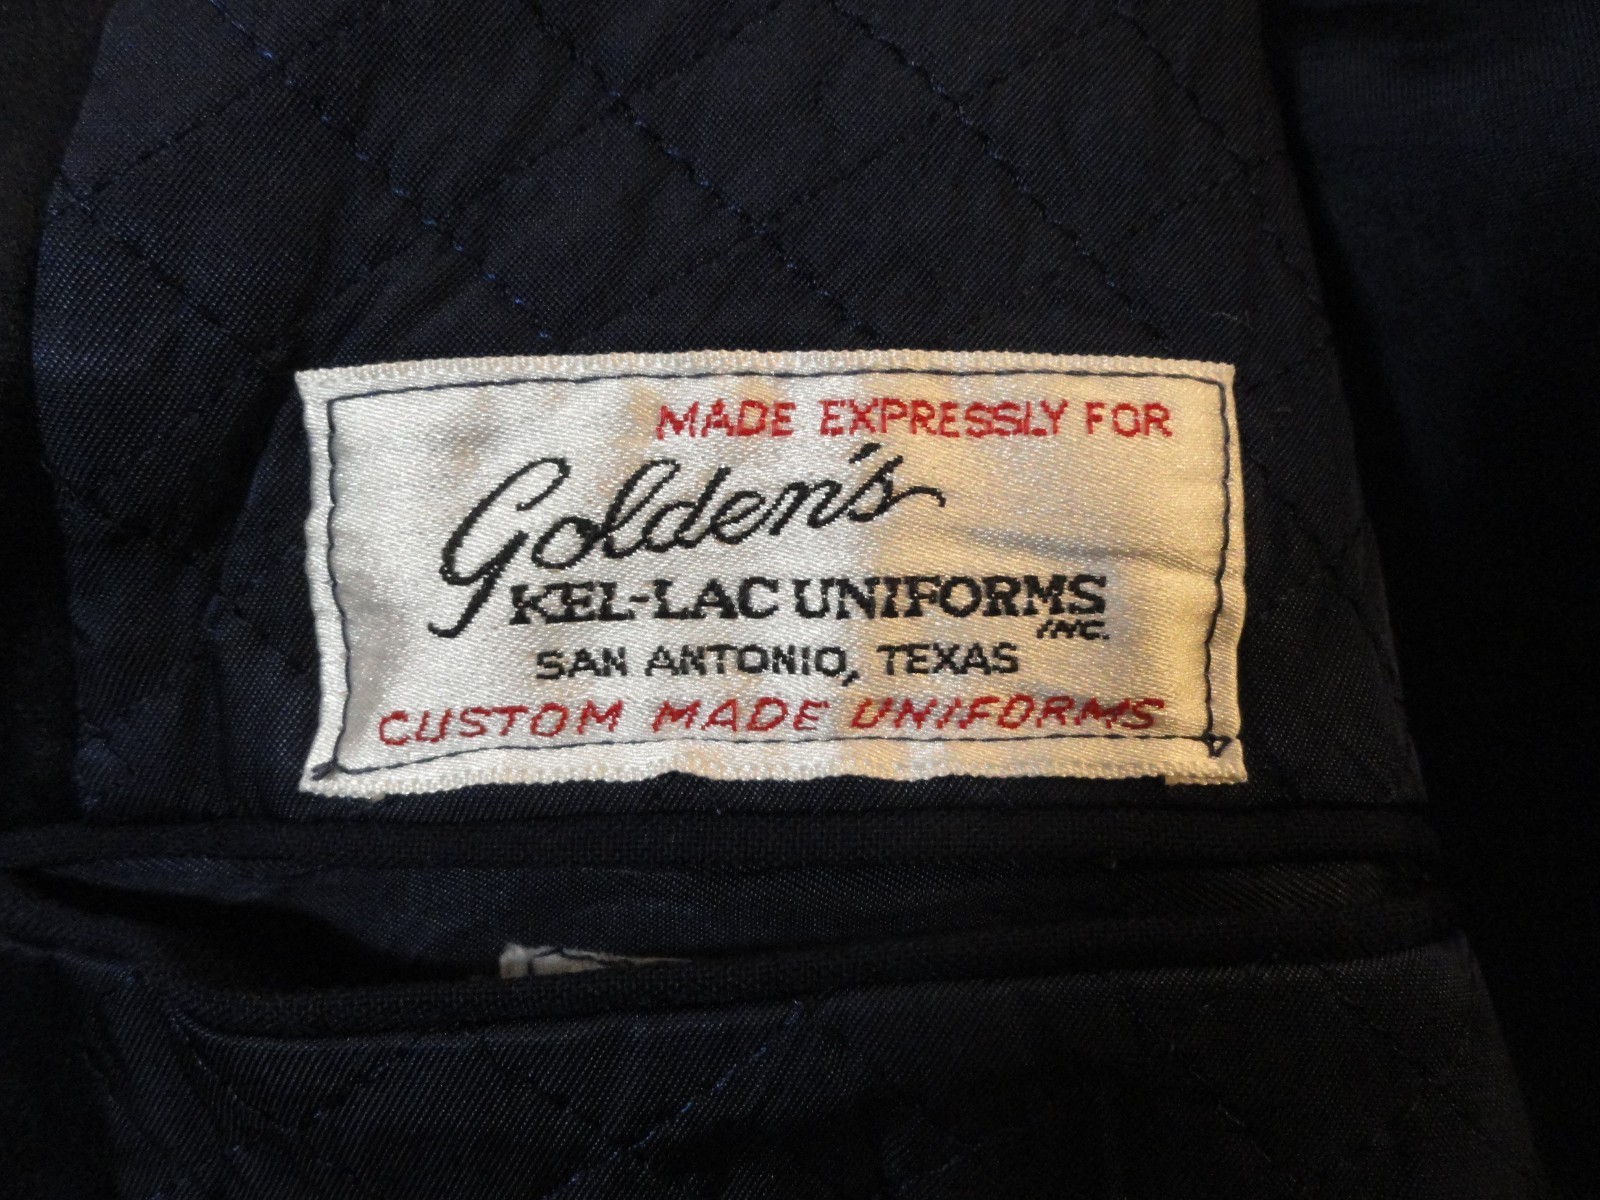 MADE EXPRESSLY FOR
Golden's
KEL-LAC UNIFORMS
INC.
SAN ANTONIO, TEXAS
CUSTOM MADE UNIFORMS